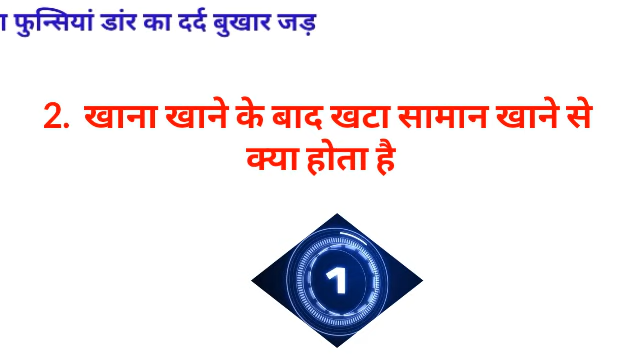 फुन्सियां डांर का दर्द बुखार जड़
2. खाना खाने के बाद खटा सामान खाने से
क्या होता है
1